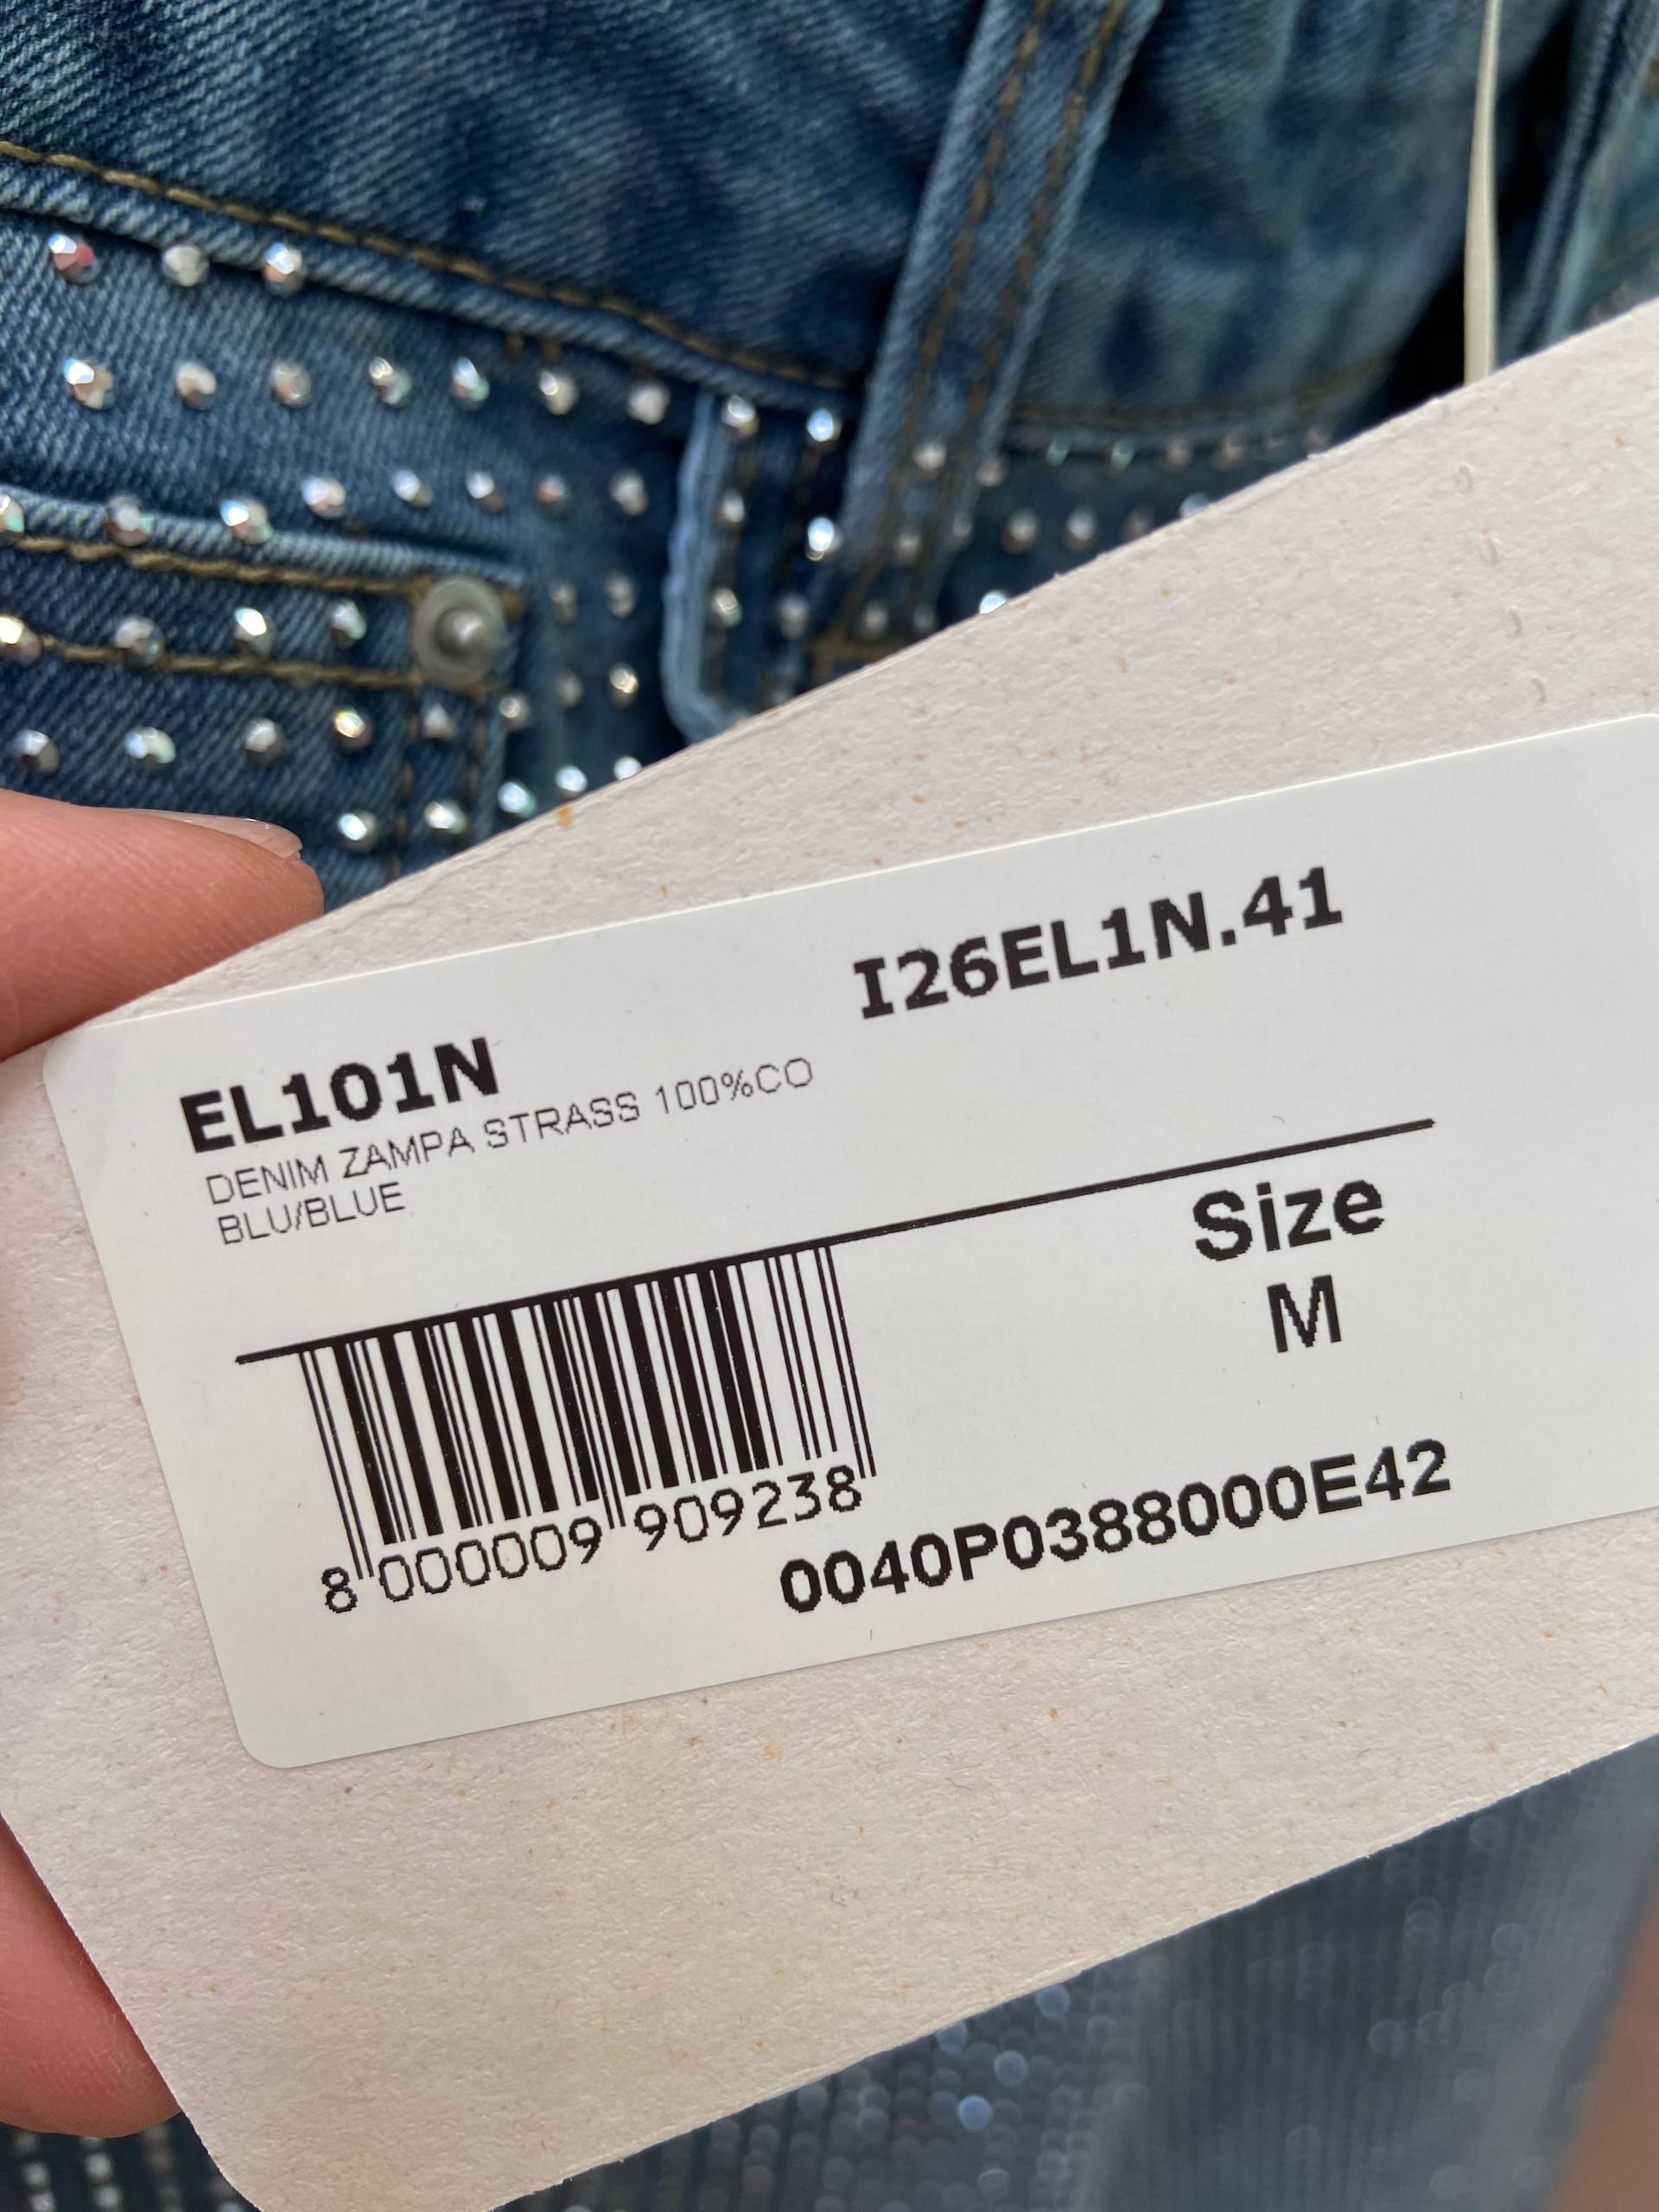 I26EL1N.41
EL101N
DENIM ZAMPA STRASS 100%CO
BLU/BLUE
Size
M
8 000009 909238
0040P0388000E42